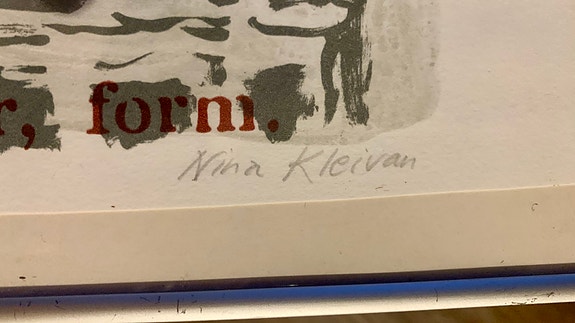 r, form.
Nina Kleivan